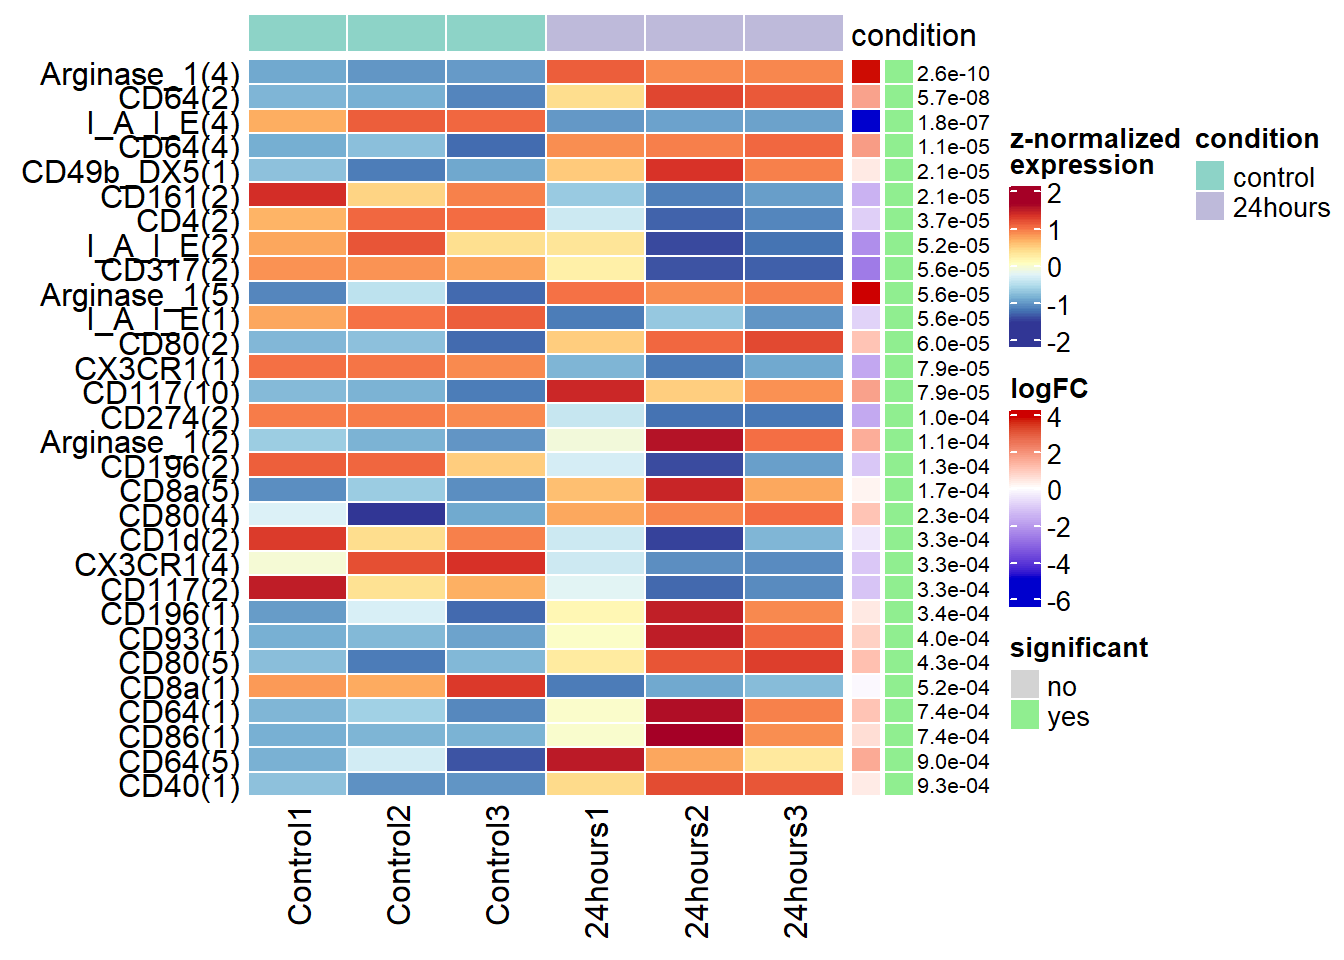 condition
Arginase_1(4) 2.6e-10
CD64(2) 5.7e-08
I_A_I_E(4) 1.8e-07
CD64(4) 1.1e-05
CD49b_DX5(1) 2.1e-05
CD161(2) 2.1e-05
CD4(2) 3.7e-05
I_A_I_E(2) 5.2e-05
CD317(2) 5.6e-05
Arginase_1(5) 5.6e-05
I_A_I_E(1) 5.6e-05
CD80(2) 6.0e-05
CX3CR1(1) 7.9e-05
CD117(10) 7.9e-05
CD274(2) 1.0e-04
Arginase_1(2) 1.1e-04
CD196(2) 1.3e-04
CD8a(5) 1.7e-04
CD80(4) 2.3e-04
CD1d(2) 3.3e-04
CX3CR1(4) 3.3e-04
CD117(2) 3.3e-04
CD196(1) 3.4e-04
CD93(1) 4.0e-04
CD80(5) 4.3e-04
CD8a(1) 5.2e-04
CD64(1) 7.4e-04
CD86(1) 7.4e-04
CD64(5) 9.0e-04
CD40(1) 9.3e-04
Control1
Control2
Control3
24hours1
24hours2
24hours3
z-normalized
expression
2
1
0
-1
-2
logFC
4
2
0
-2
-4
-6
significant
no
yes
condition
control
24hours